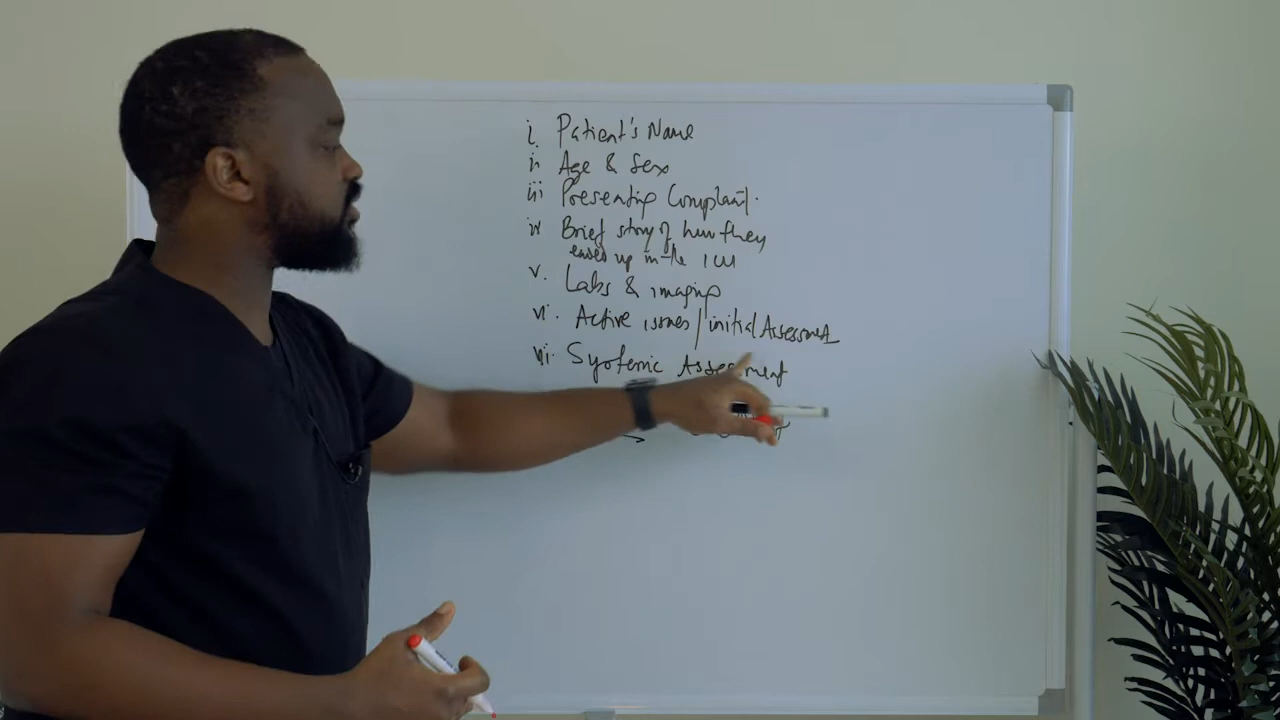 i. Patient's Name
ii Age & Sex
iii Presenting Complaint.
iv Brief story of how they
ended up in the ICU
v. Labs & imaging
vi. Active issues / initial Assessment
vii. Systemic Assessment